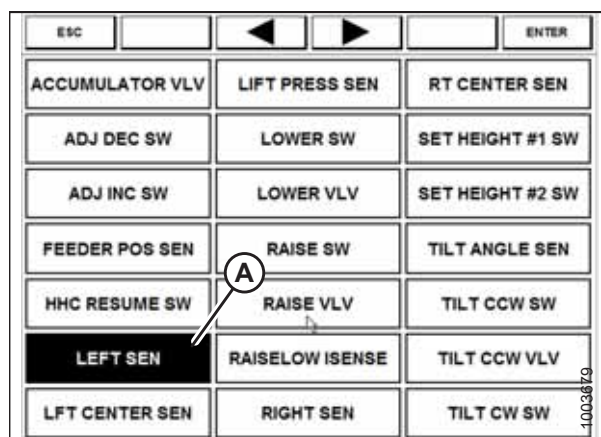 ESC ENTER
ACCUMULATOR VLV LIFT PRESS SEN RT CENTER SEN
ADJ DEC SW LOWER SW SET HEIGHT #1 SW
ADJ INC SW LOWER VLV SET HEIGHT #2 SW
FEEDER POS SEN RAISE SW TILT ANGLE SEN
A
HHC RESUME SW RAISE VLV TILT CCW SW
LEFT SEN RAISELOW ISENSE TILT CCW VLV
LFT CENTER SEN RIGHT SEN TILT CW SW
1003679